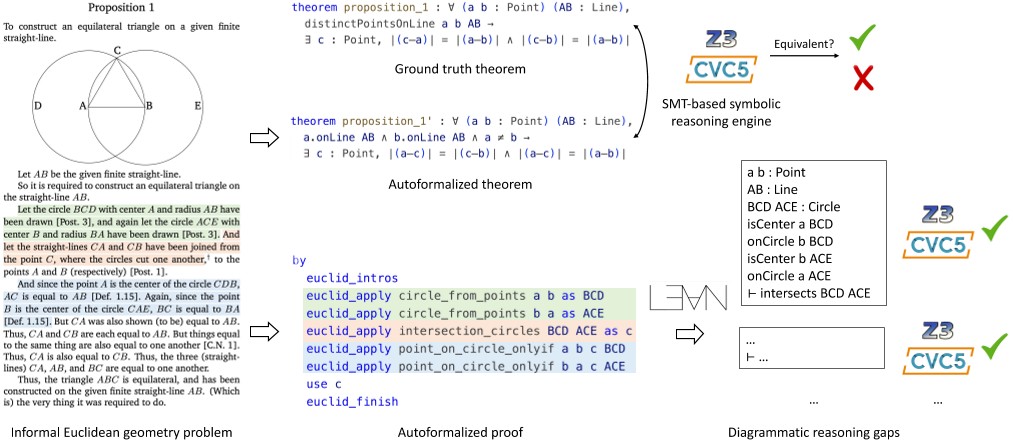 Proposition 1
To construct an equilateral triangle on a given finite
straight-line.
C
D
A
B
E
Let AB be the given finite straight-line.
So it is required to construct an equilateral triangle on
the straight-line AB.
Let the circle BCD with center A and radius AB have
been drawn [Post. 3], and again let the circle ACE with
center B and radius BA have been drawn [Post. 3]. And
let the straight-lines CA and CB have been joined from
the point C, where the circles cut one another,† to the
points A and B (respectively) [Post. 1].
And since the point A is the center of the circle CDB,
AC is equal to AB [Def. 1.15]. Again, since the point
B is the center of the circle CAE, BC is equal to BA
[Def. 1.15]. But CA was also shown (to be) equal to AB.
Thus, CA and CB are each equal to AB. But things equal
to the same thing are also equal to one another [C.N. 1].
Thus, CA is also equal to CB. Thus, the three (straight-
lines) CA, AB, and BC are equal to one another.
Thus, the triangle ABC is equilateral, and has been
constructed on the given finite straight-line AB. (Which
is) the very thing it was required to do.
Informal Euclidean geometry problem
theorem proposition_1 : ∀ (a b : Point) (AB : Line),
distinctPointsOnLine a b AB →
∃ c : Point, |(c—a)| = |(a—b)| ∧ |(c—b)| = |(a—b)|
Ground truth theorem
theorem proposition_1' : ∀ (a b : Point) (AB : Line),
a.onLine AB ∧ b.onLine AB ∧ a ≠ b →
∃ c : Point, |(a—c)| = |(c—b)| ∧ |(a—c)| = |(a—b)|
Autoformalized theorem
Z3
CVC5
Equivalent?
SMT-based symbolic
reasoning engine
by
euclid_intros
euclid_apply circle_from_points a b as BCD
euclid_apply circle_from_points b a as ACE
euclid_apply intersection_circles BCD ACE as c
euclid_apply point_on_circle_onlyif a b c BCD
euclid_apply point_on_circle_onlyif b a c ACE
use c
euclid_finish
Autoformalized proof
LEAN
a b : Point
AB : Line
BCD ACE : Circle
isCenter a BCD
onCircle b BCD
isCenter b ACE
onCircle a ACE
⊢ intersects BCD ACE
Z3
CVC5
...
⊢ ...
Z3
CVC5
...
...
Diagrammatic reasoning gaps